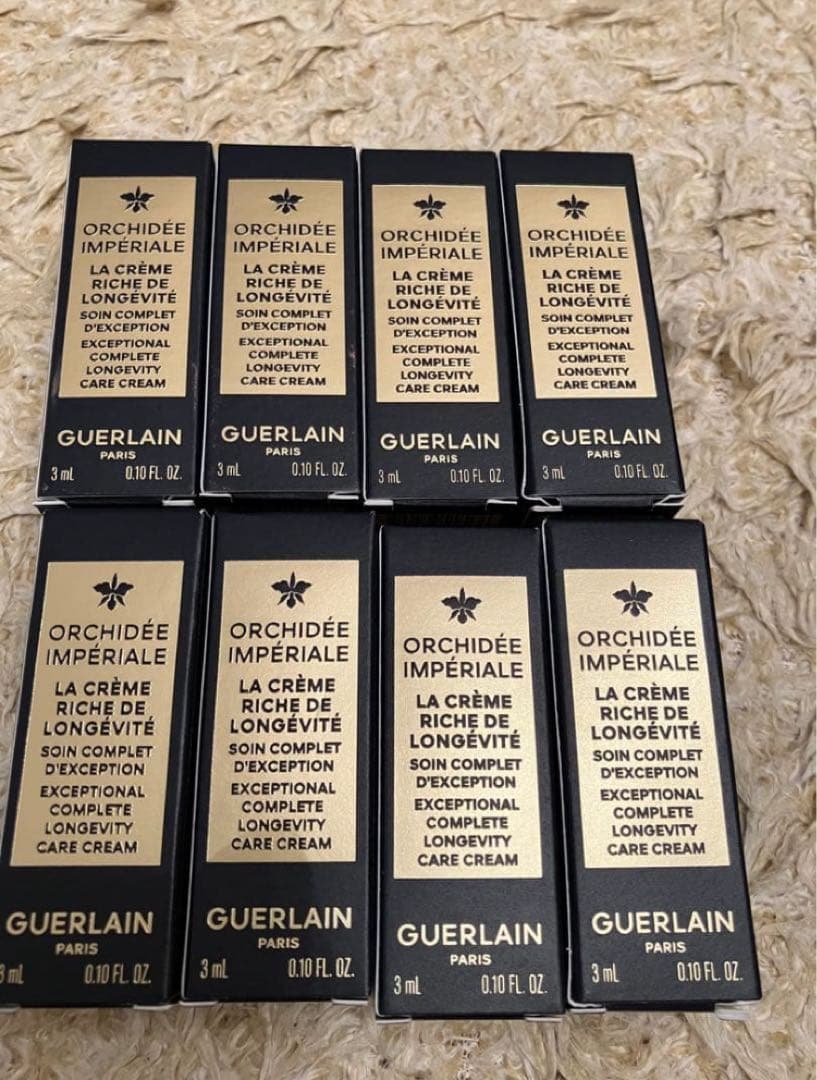 ORCHIDÉE
IMPÉRIALE
LA CRÈME
RICHE DE
LONGÉVITÉ
SOIN COMPLET
D'EXCEPTION
EXCEPTIONAL
COMPLETE
LONGEVITY
CARE CREAM
GUERLAIN
PARIS
3 mL 0.10 FL. OZ.
ORCHIDÉE
IMPÉRIALE
LA CRÈME
RICHE DE
LONGÉVITÉ
SOIN COMPLET
D'EXCEPTION
EXCEPTIONAL
COMPLETE
LONGEVITY
CARE CREAM
GUERLAIN
PARIS
3 mL 0.10 FL. OZ.
ORCHIDÉE
IMPÉRIALE
LA CRÈME
RICHE DE
LONGÉVITÉ
SOIN COMPLET
D'EXCEPTION
EXCEPTIONAL
COMPLETE
LONGEVITY
CARE CREAM
GUERLAIN
PARIS
3 mL 0.10 FL. OZ.
ORCHIDÉE
IMPÉRIALE
LA CRÈME
RICHE DE
LONGÉVITÉ
SOIN COMPLET
D'EXCEPTION
EXCEPTIONAL
COMPLETE
LONGEVITY
CARE CREAM
GUERLAIN
PARIS
3 mL 0.10 FL. OZ.
ORCHIDÉE
IMPÉRIALE
LA CRÈME
RICHE DE
LONGÉVITÉ
SOIN COMPLET
D'EXCEPTION
EXCEPTIONAL
COMPLETE
LONGEVITY
CARE CREAM
GUERLAIN
PARIS
3 mL 0.10 FL. OZ.
ORCHIDÉE
IMPÉRIALE
LA CRÈME
RICHE DE
LONGÉVITÉ
SOIN COMPLET
D'EXCEPTION
EXCEPTIONAL
COMPLETE
LONGEVITY
CARE CREAM
GUERLAIN
PARIS
3 mL 0.10 FL. OZ.
ORCHIDÉE
IMPÉRIALE
LA CRÈME
RICHE DE
LONGÉVITÉ
SOIN COMPLET
D'EXCEPTION
EXCEPTIONAL
COMPLETE
LONGEVITY
CARE CREAM
GUERLAIN
PARIS
3 mL 0.10 FL. OZ.
ORCHIDÉE
IMPÉRIALE
LA CRÈME
RICHE DE
LONGÉVITÉ
SOIN COMPLET
D'EXCEPTION
EXCEPTIONAL
COMPLETE
LONGEVITY
CARE CREAM
GUERLAIN
PARIS
3 mL 0.10 FL. OZ.